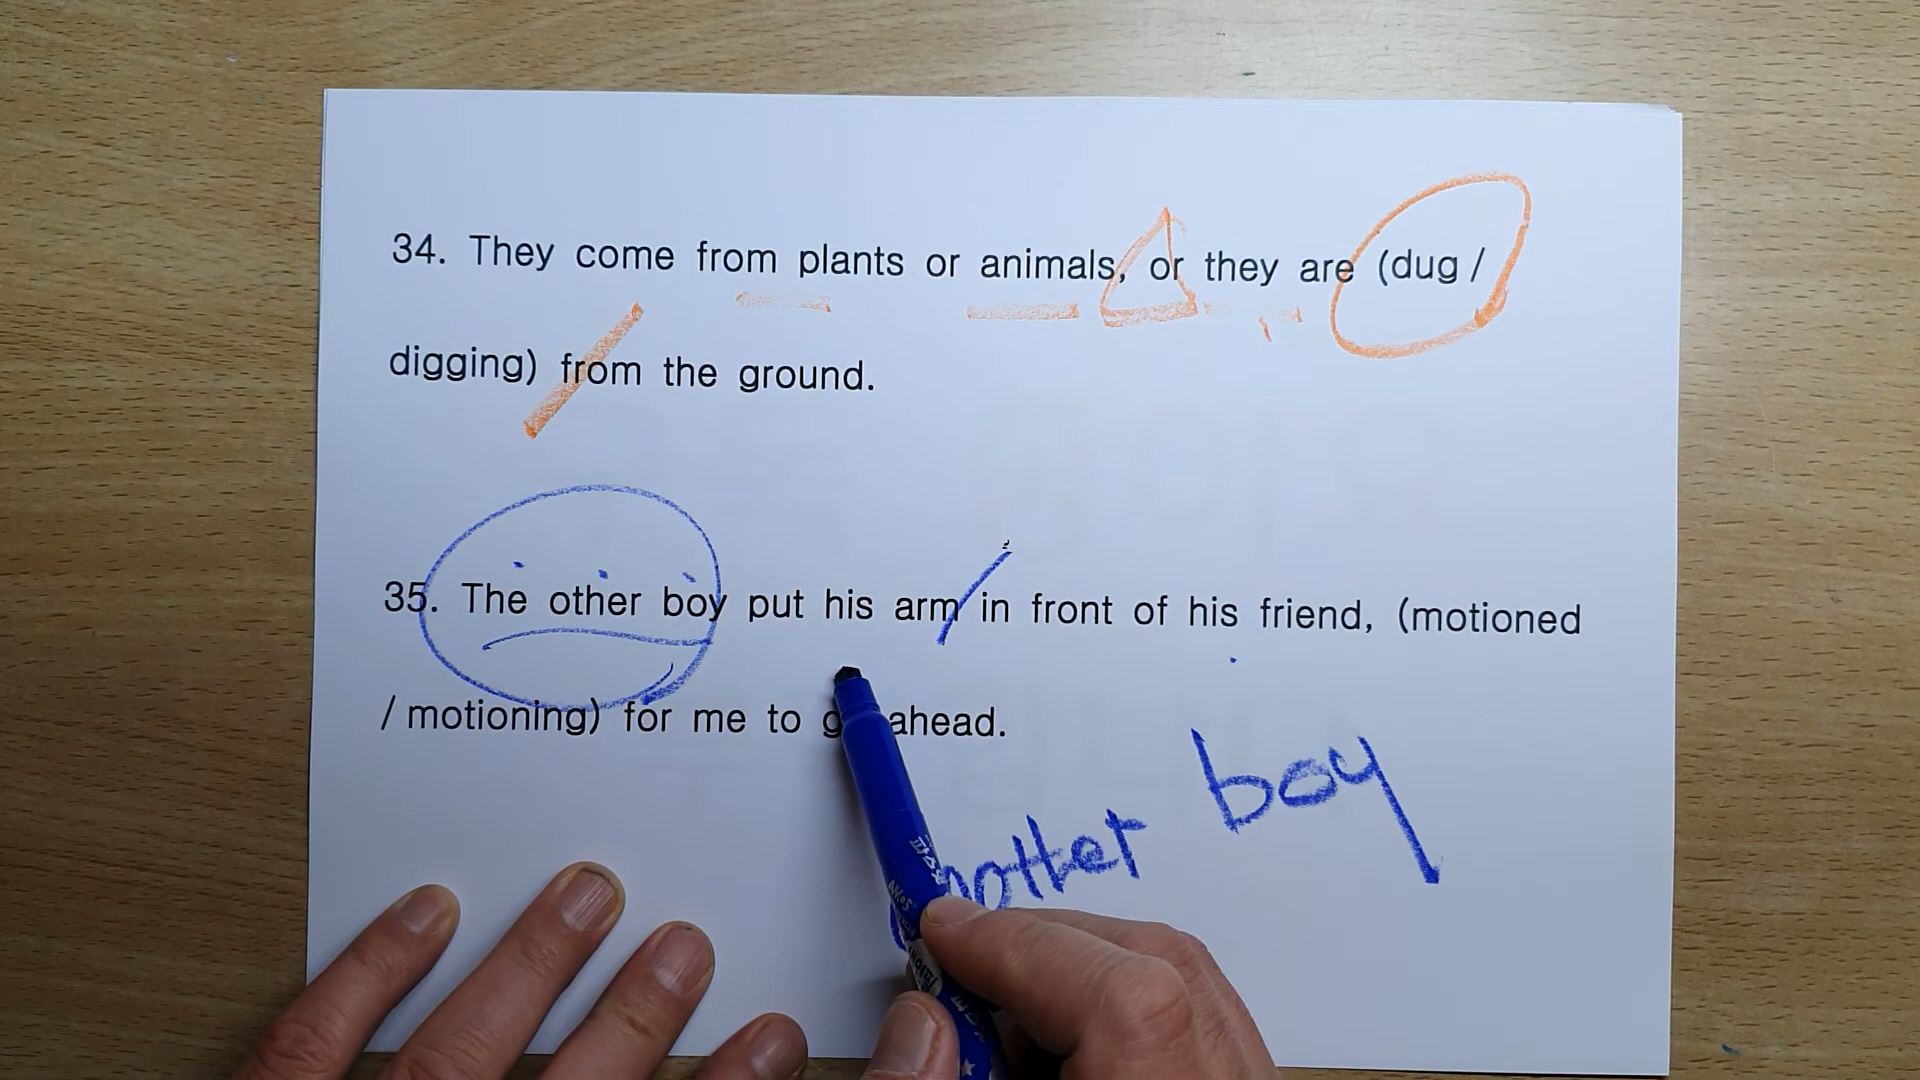 34. They come from plants or animals, or they are (dug /
digging) from the ground.
35. The other boy put his arm in front of his friend, (motioned
/ motioning) for me to ahead.
boy